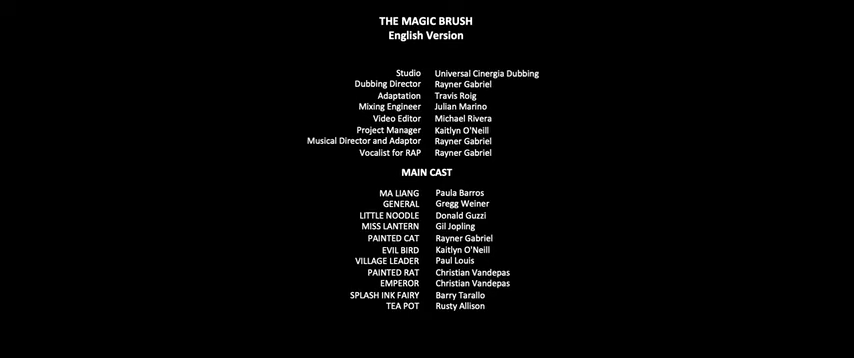 THE MAGIC BRUSH
English Version
Studio Universal Cinergia Dubbing
Dubbing Director Rayner Gabriel
Adaptation Travis Roig
Mixing Engineer Julian Marino
Video Editor Michael Rivera
Project Manager Kaitlyn O'Neill
Musical Director and Adaptor Rayner Gabriel
Vocalist for RAP Rayner Gabriel
MAIN CAST
MA LIANG Paula Barros
GENERAL Gregg Weiner
LITTLE NOODLE Donald Guzzi
MISS LANTERN Gil Jopling
PAINTED CAT Rayner Gabriel
EVIL BIRD Kaitlyn O'Neill
VILLAGE LEADER Paul Louis
PAINTED RAT Christian Vandepas
EMPEROR Christian Vandepas
SPLASH INK FAIRY Barry Tarallo
TEA POT Rusty Allison